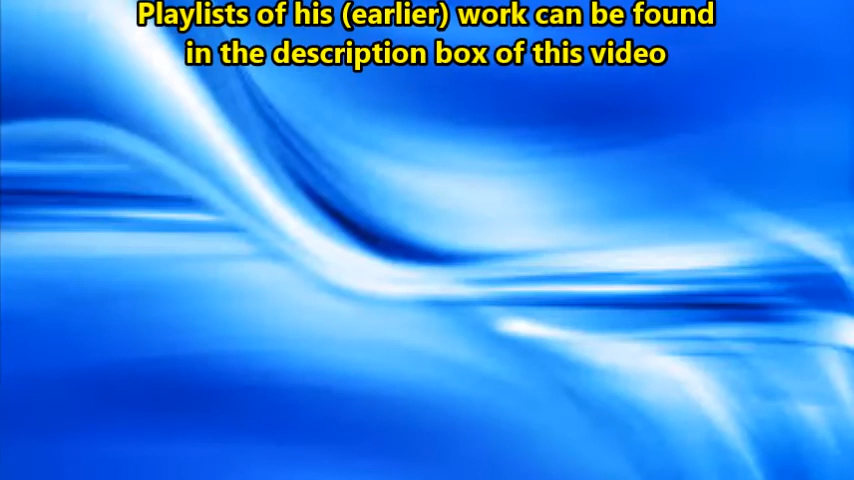 Playlists of his (earlier) work can be found
in the description box of this video